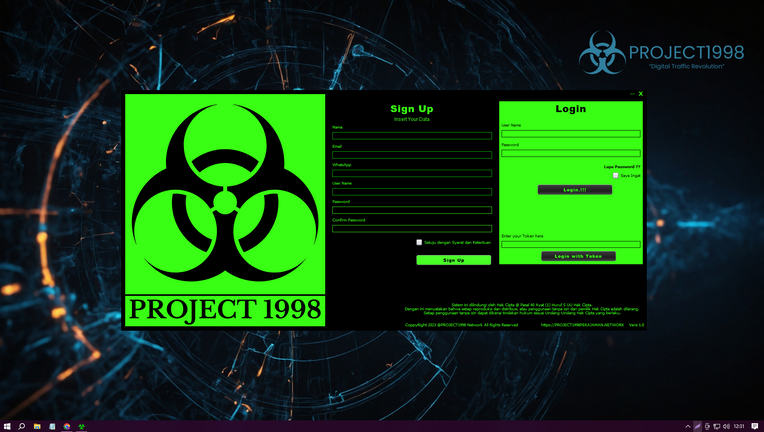 PROJECT1998
"Digital Traffic Revolution"
— X
Sign Up
Insert Your Data
Name
Email
WhatsApp
User Name
Password
Confirm Password
Setuju dengan Syarat dan Ketentuan
Sign Up
Login
User Name
Password
Lupa Password ??
Save Ingat
Login !!!
Enter your Token here
Login with Token
PROJECT 1998
Sistem ini dilindungi oleh Hak Cipta @ Pasal 40 Ayat (1) Huruf S UU Hak Cipta.
Dengan ini menyatakan bahwa setiap reproduksi dan distribusi, atau penggunaan tanpa izin dari pemilik Hak Cipta adalah dilarang.
Setiap penggunaan tanpa izin dapat dikenai tindakan hukum sesuai Undang Undang Hak Cipta yang berlaku.
Copyright 2023 @PROJECT1998 Network. All Rights Reserved
Versi 1.0
12:01